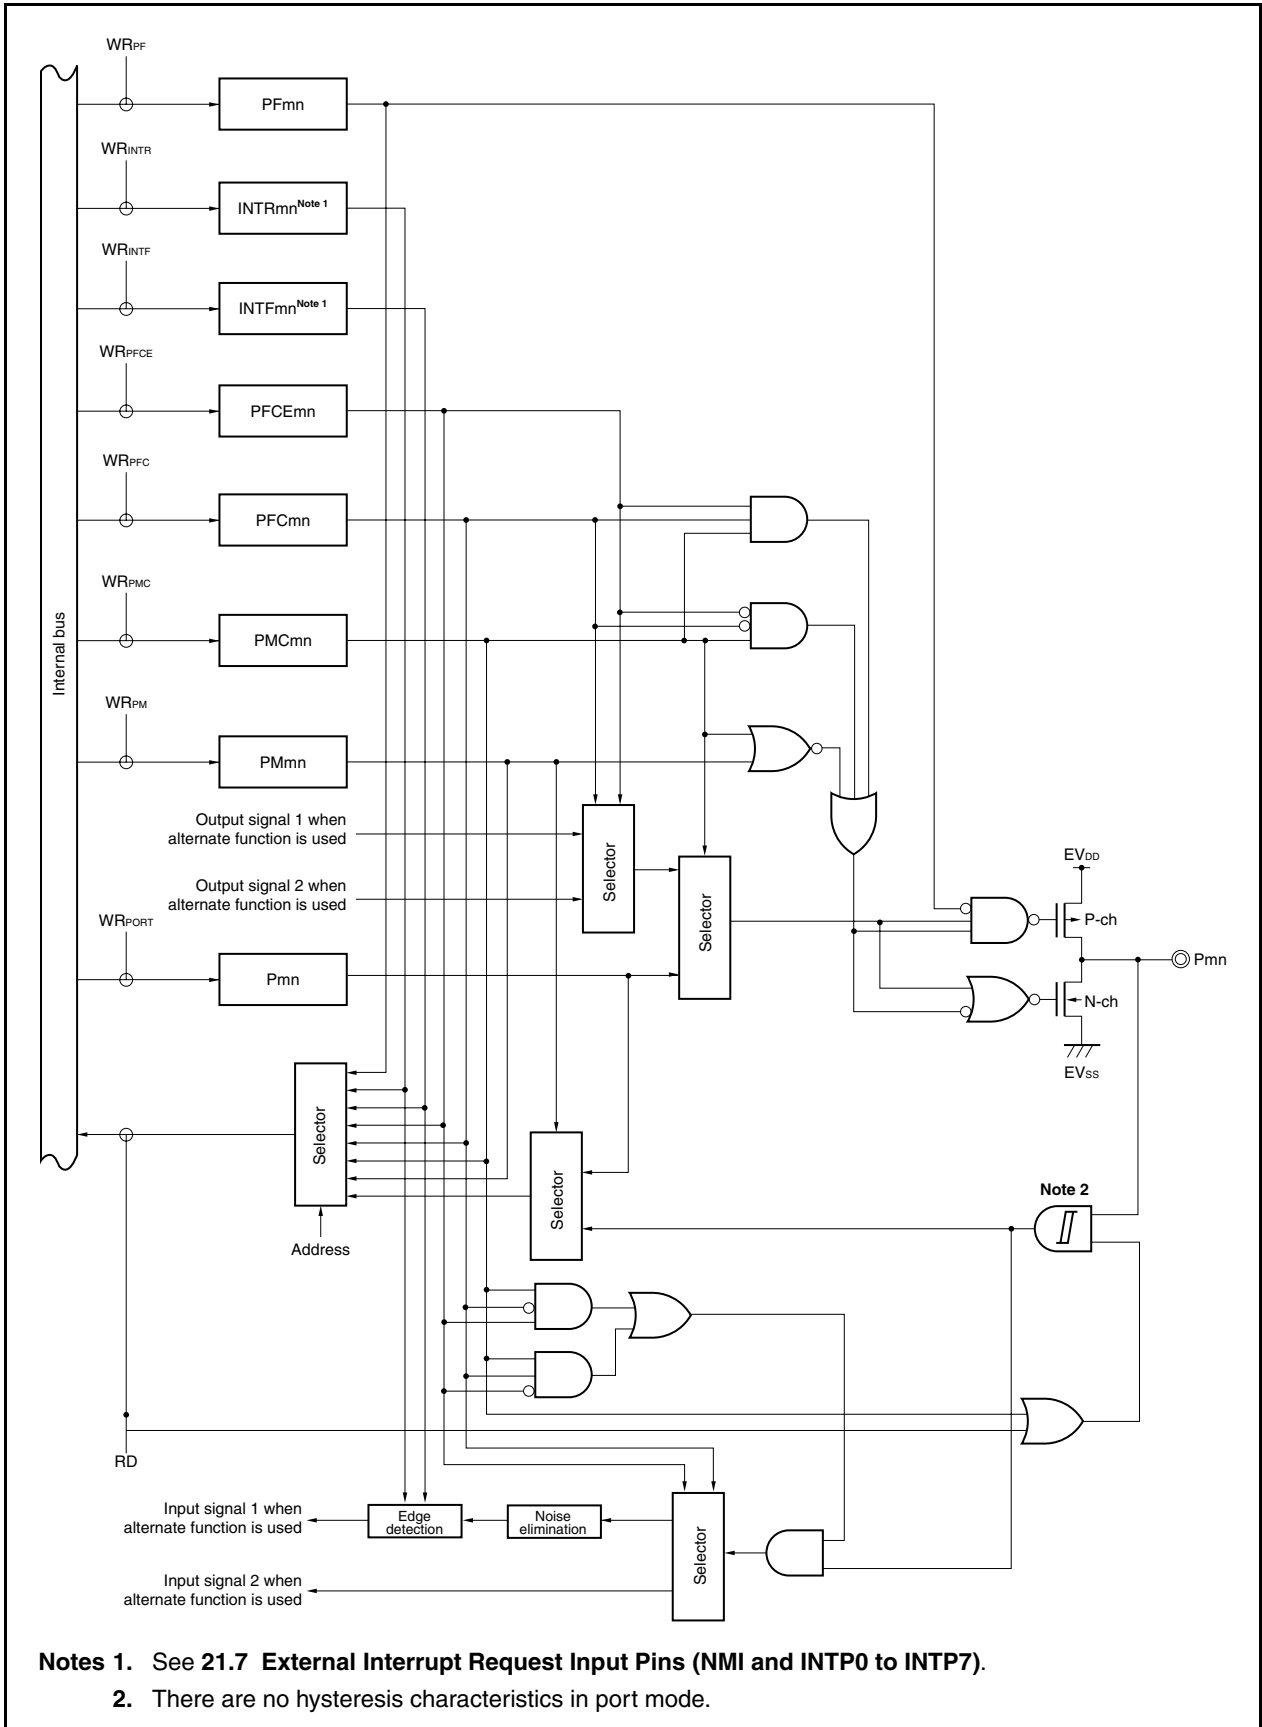 WRPF
PFmn
WRINTR
INTRmnNote 1
WRINTF
INTFmnNote 1
WRPFCE
PFCEmn
WRPFC
PFCmn
WRPMC
PMCmn
Internal bus
WRPM
PMmn
Output signal 1 when
alternate function is used
Selector
Output signal 2 when
alternate function is used
Selector
EVDD
P-ch
WRPORT
Pmn
Pmn
N-ch
EVSS
Selector
Address
Selector
Note 2
RD
Input signal 1 when
alternate function is used
Edge
detection
Noise
elimination
Selector
Input signal 2 when
alternate function is used
Notes 1. See 21.7 External Interrupt Request Input Pins (NMI and INTP0 to INTP7).
2. There are no hysteresis characteristics in port mode.